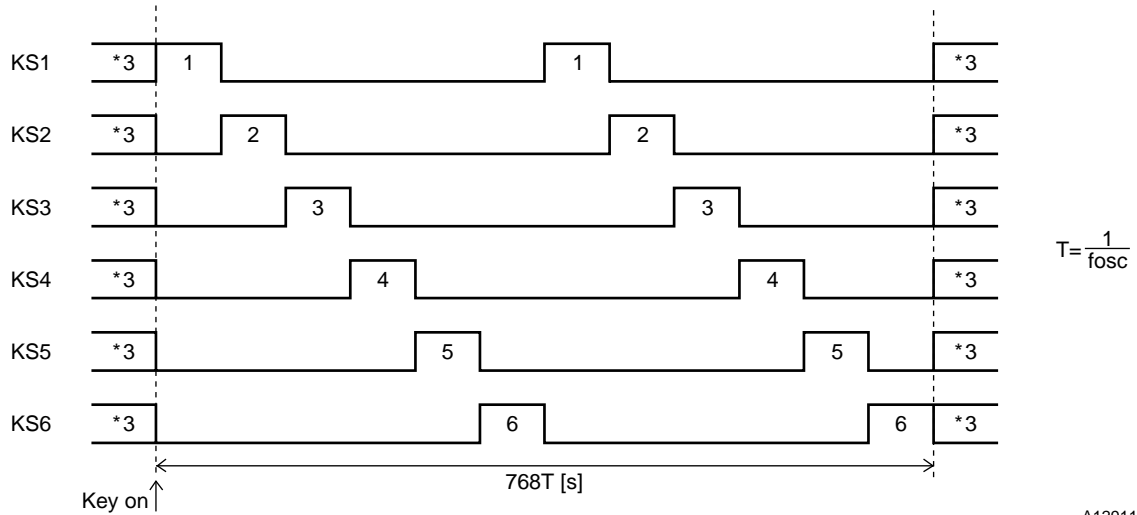 KS1 *3 1 1 *3
KS2 *3 2 2 *3
KS3 *3 3 3 *3
KS4 *3 4 4 *3
KS5 *3 5 5 *3
KS6 *3 6 6 *3
T=1/fosc
768T [s]
Key on